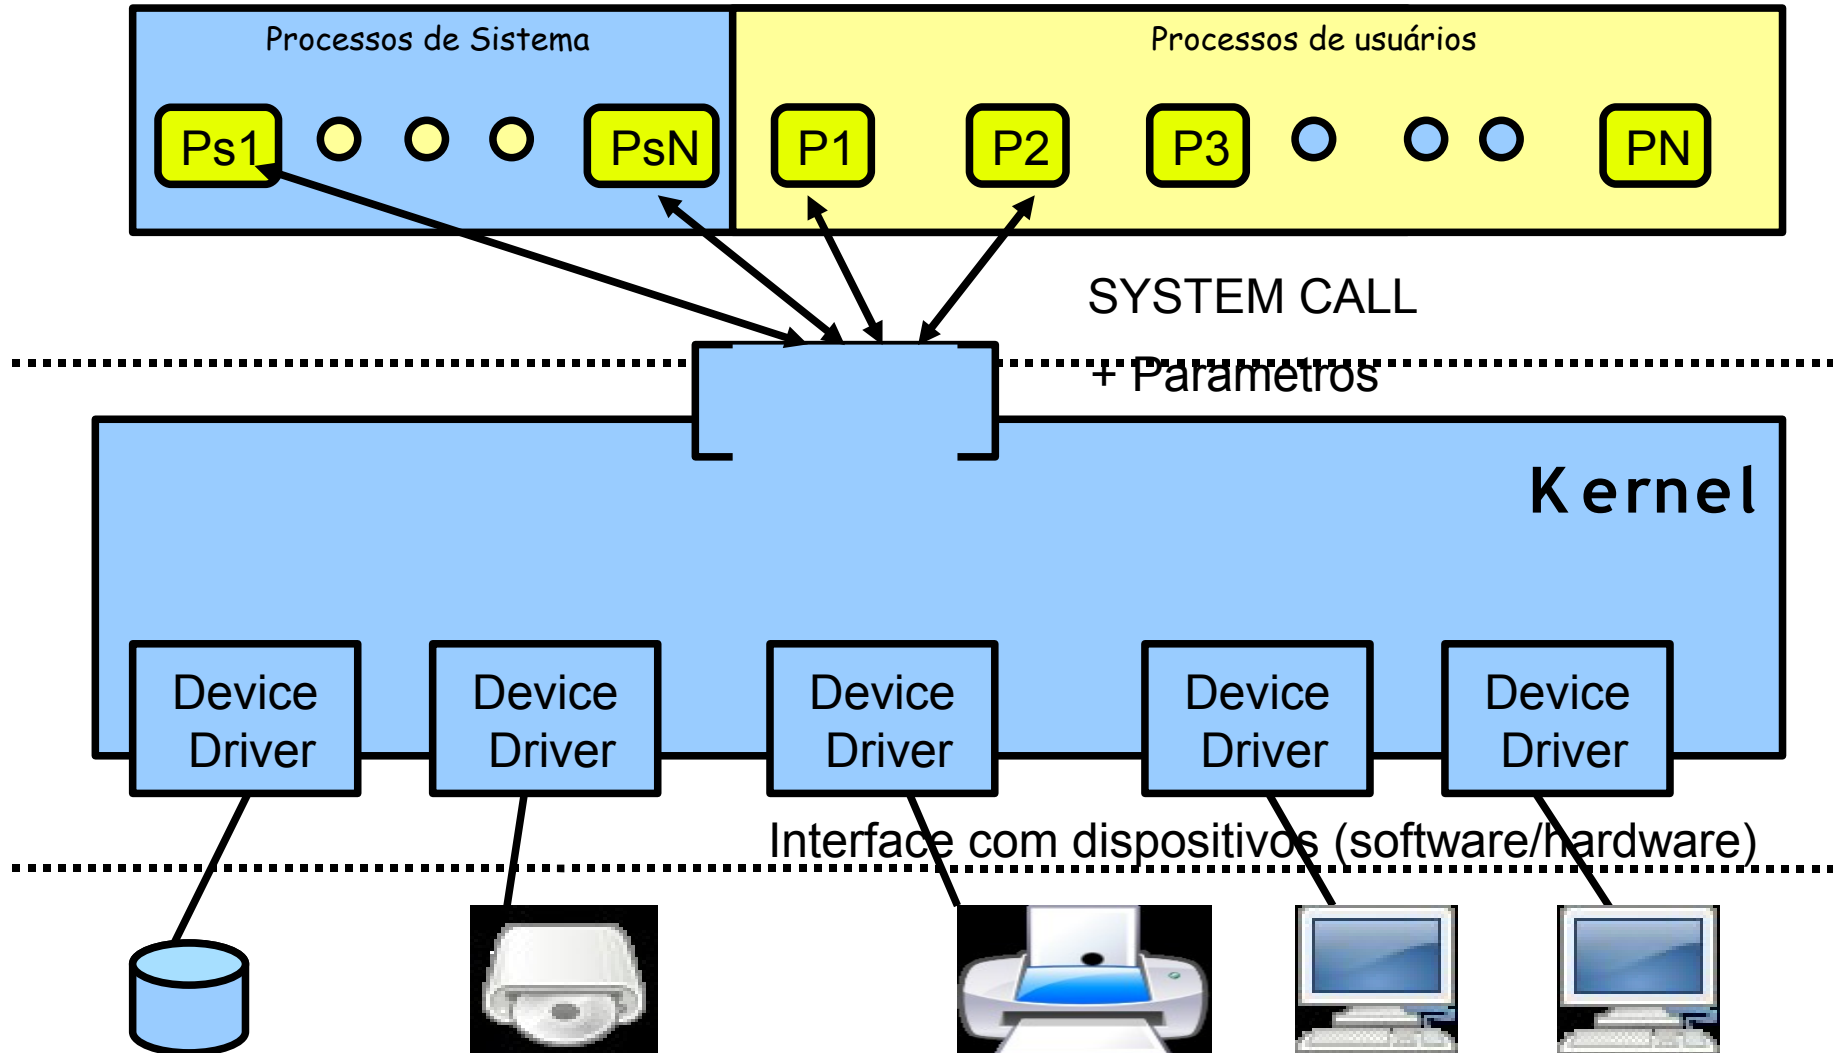 Processos de Sistema
Processos de usuários
Ps1
PsN
P1
P2
P3
PN
SYSTEM CALL
+ Parametros
Kernel
Device
Driver
Device
Driver
Device
Driver
Device
Driver
Device
Driver
Interface com dispositivos (software/hardware)